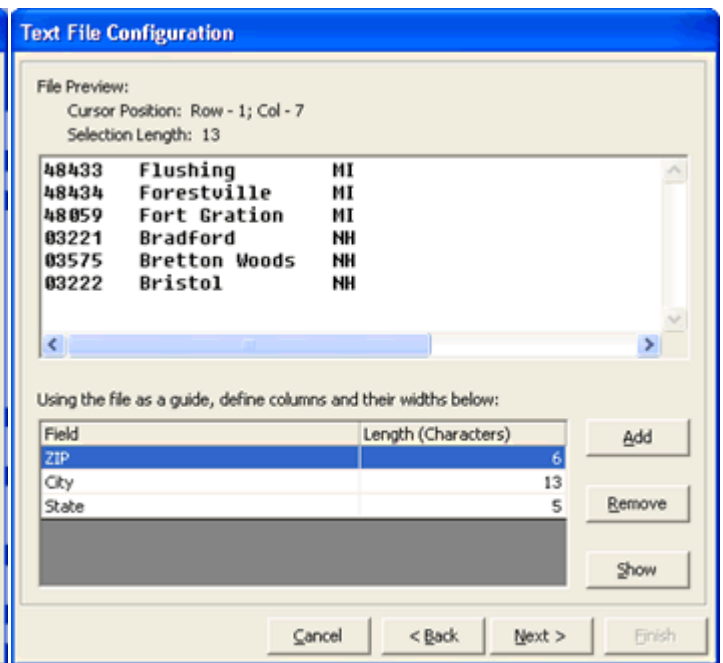 Text File Configuration
File Preview:
Cursor Position: Row - 1; Col - 7
Selection Length: 13
48433 Flushing MI
48434 Forestville MI
48059 Fort Gration MI
03221 Bradford NH
03575 Bretton Woods NH
03222 Bristol NH
Using the file as a guide, define columns and their widths below:
Field Length (Characters)
ZIP 6
City 13
State 5
Add
Remove
Show
Cancel < Back Next > Finish